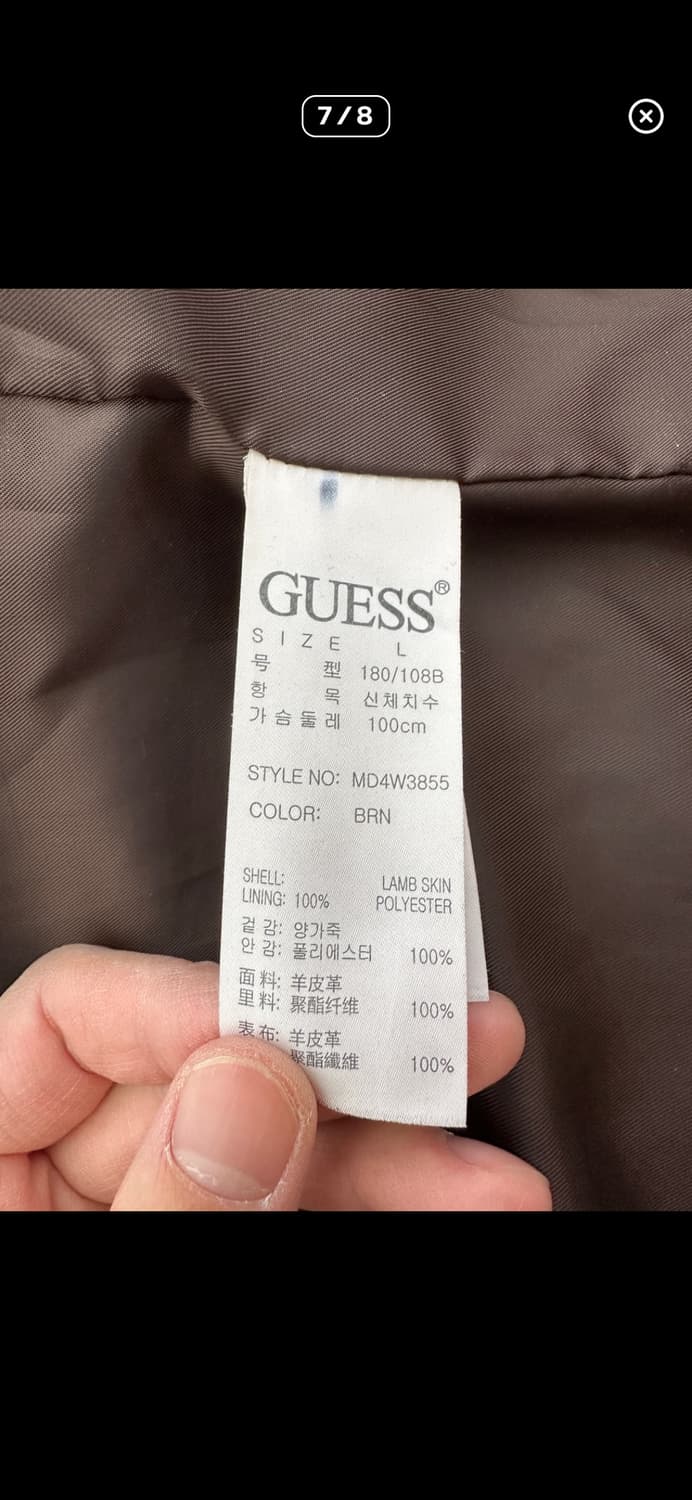 7/8
GUESS®
SIZE L
号型 180/108B
항목 신체치수
가슴둘레 100cm
STYLE NO: MD4W3855
COLOR: BRN
SHELL: LAMB SKIN
LINING: 100% POLYESTER
겉감: 양가죽
안감: 폴리에스터 100%
面料: 羊皮革
里料: 聚酯纤维 100%
表布: 羊皮革
聚酯纖維 100%